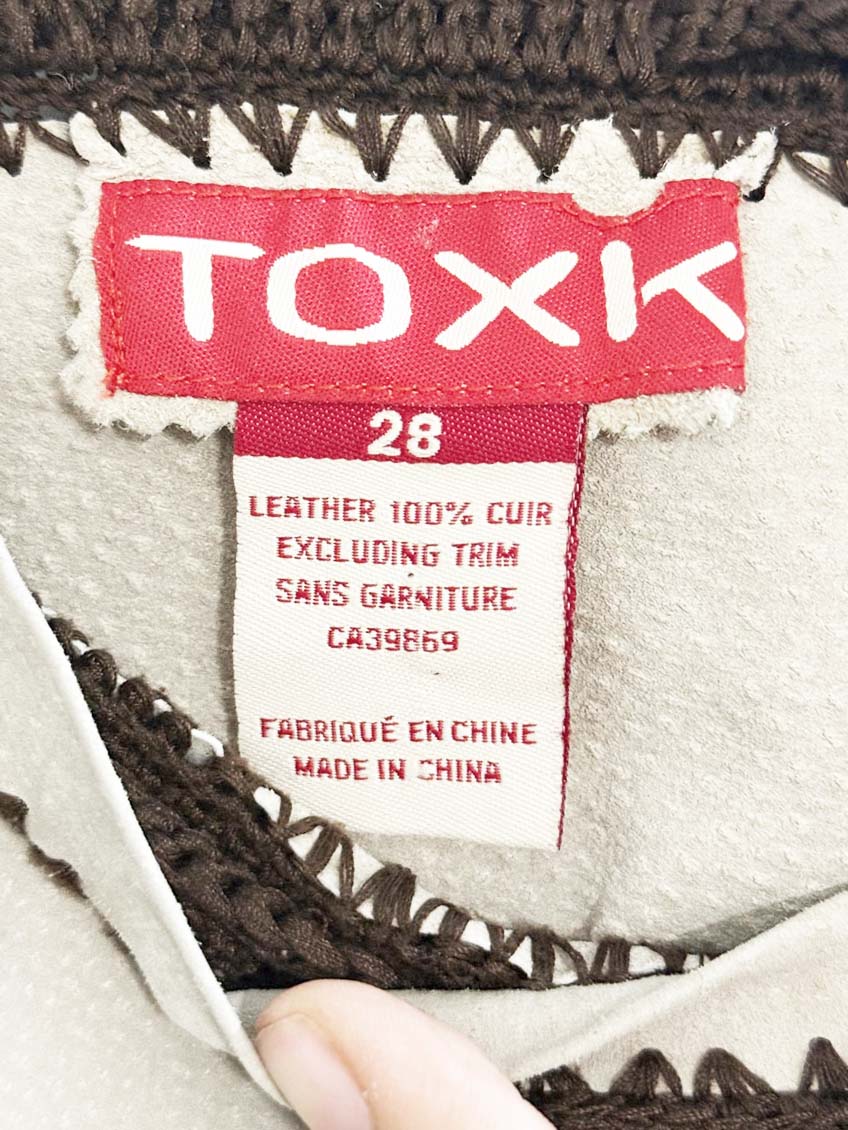 TOXIK
28
LEATHER 100% CUIR
EXCLUDING TRIM
SANS GARNITURE
CA39869
FABRIQUÉ EN CHINE
MADE IN CHINA